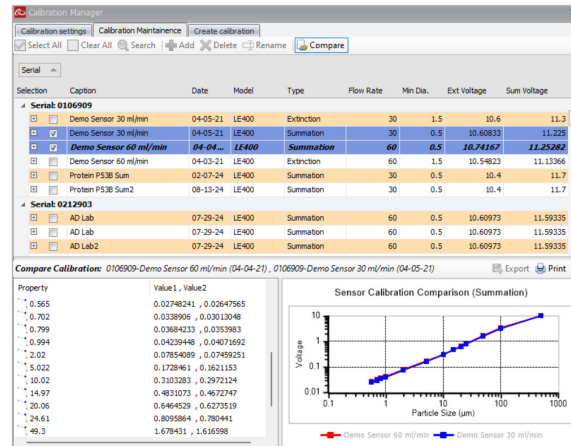 Calibration Manager
Calibration settings Calibration Maintainence Create calibration
Select All Clear All Search Add Delete Rename Compare
Serial
Selection Caption Date Model Type Flow Rate Min Dia. Ext Voltage Sum Voltage
Serial: 0106909
Demo Sensor 30 ml/min 04-05-21 LE400 Extinction 30 1.5 10.6 11.3
Demo Sensor 30 ml/min 04-05-21 LE400 Summation 30 0.5 10.60833 11.225
Demo Sensor 60 ml/min 04-04... LE400 Summation 60 0.5 10.74167 11.25282
Demo Sensor 60 ml/min 04-03-21 LE400 Extinction 60 1.5 10.54823 11.13366
Protein P53B Sum 02-07-24 LE400 Summation 30 0.5 10.4 11.7
Protein P53B Sum2 08-13-24 LE400 Summation 30 0.5 10.4 11.7
Serial: 0212903
AD Lab 07-29-24 LE400 Summation 60 0.5 10.60973 11.59335
AD Lab 07-29-24 LE400 Summation 60 0.5 10.60973 11.59335
AD Lab2 07-29-24 LE400 Summation 60 0.5 10.60973 11.59335
Compare Calibration: 0106909-Demo Sensor 60 ml/min (04-04-21) , 0106909-Demo Sensor 30 ml/min (04-05-21) Export Print
Property Value1 , Value2
0.565 0.02748241 , 0.02647565
0.702 0.0338906 , 0.03013048
0.799 0.03684233 , 0.0353983
0.994 0.04239448 , 0.04071692
2.02 0.07854089 , 0.07459251
5.022 0.1728461 , 0.1621153
10.02 0.3103283 , 0.2972124
14.97 0.4831073 , 0.4672747
20.06 0.6464529 , 0.6273519
24.61 0.8095864 , 0.780441
49.3 1.678431 , 1.616598
Sensor Calibration Comparison (Summation)
Voltage
10
1
0.1
0.01
0.1 1 10 100 1000
Particle Size (µm)
Demo Sensor 60 ml/min Demo Sensor 30 ml/min